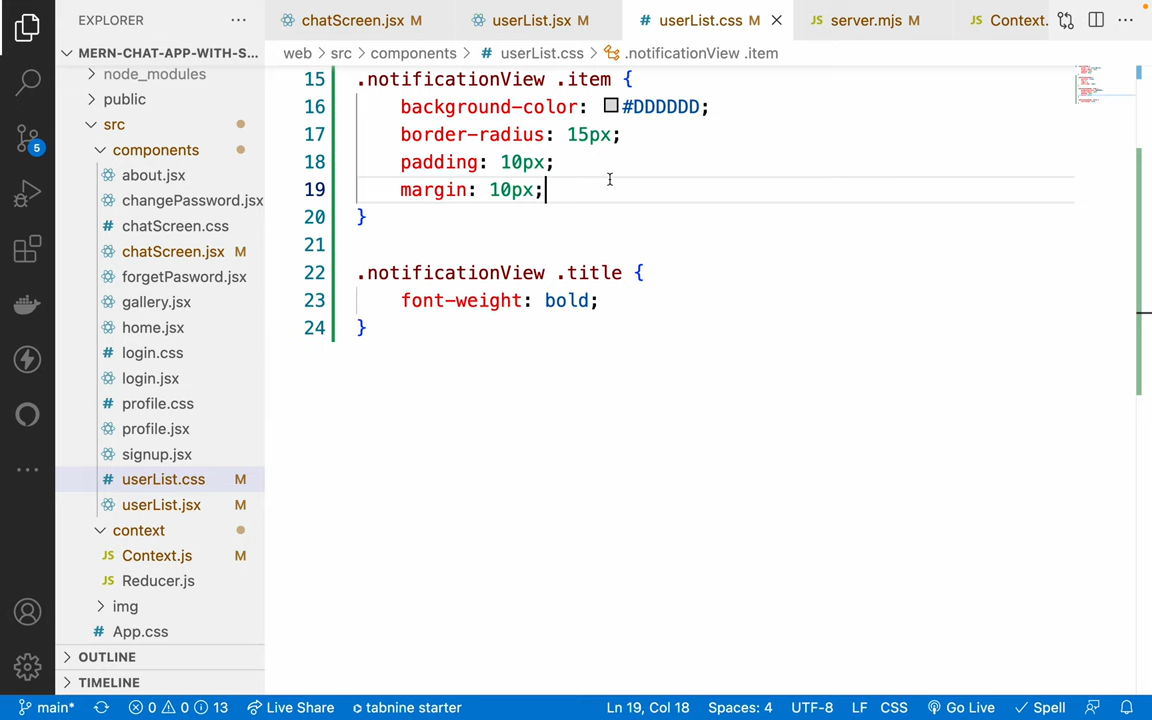 EXPLORER
MERN-CHAT-APP-WITH-S...
node_modules
public
src
components
about.jsx
changePassword.jsx
chatScreen.css
chatScreen.jsx M
forgetPasword.jsx
gallery.jsx
home.jsx
login.css
login.jsx
profile.css
profile.jsx
signup.jsx
userList.css M
userList.jsx M
context
Context.js M
Reducer.js
img
App.css
OUTLINE
TIMELINE
5
chatScreen.jsx M userList.jsx M userList.css M server.mjs M Context.
web > src > components > userList.css > .notificationView .item
15 .notificationView .item {
16 background-color: #DDDDDD;
17 border-radius: 15px;
18 padding: 10px;
19 margin: 10px;
20 }
21
22 .notificationView .title {
23 font-weight: bold;
24 }
main* 0 0 13 Live Share tabnine starter Ln 19, Col 18 Spaces: 4 UTF-8 LF CSS Go Live Spell